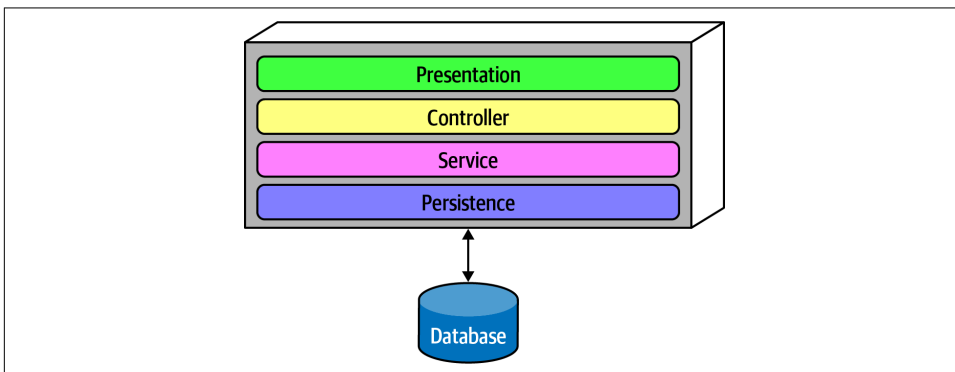 Presentation
Controller
Service
Persistence
Database